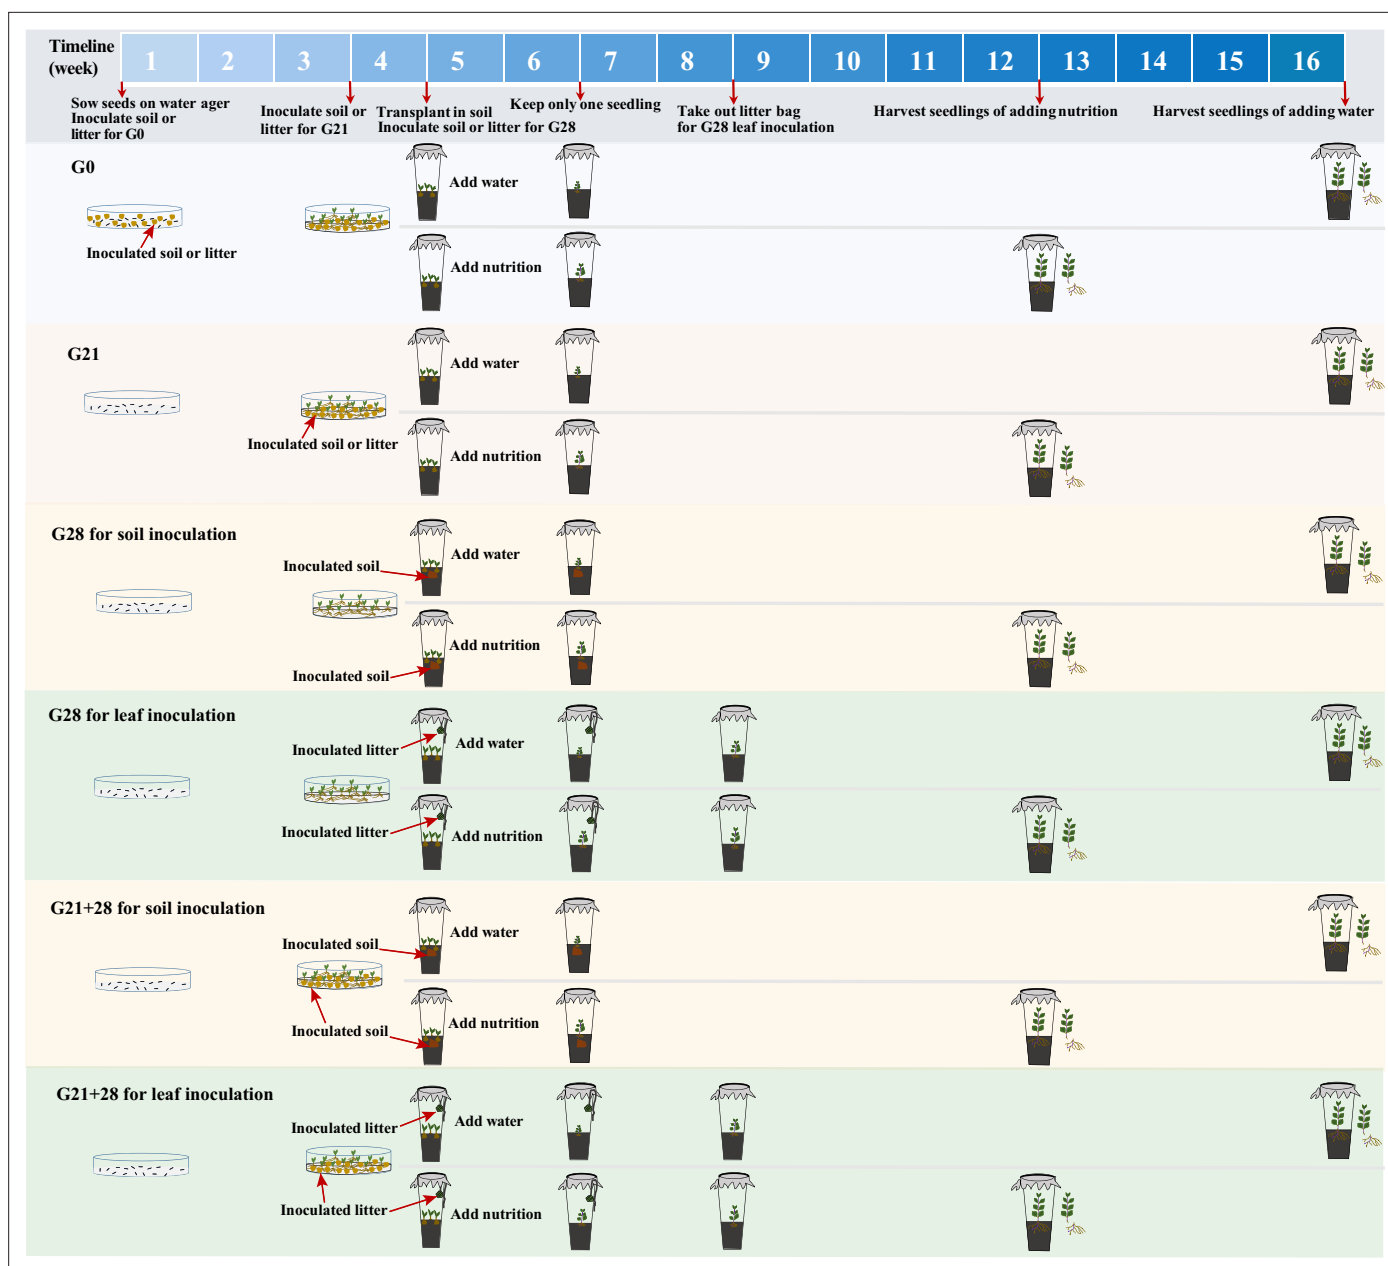 Timeline
(week)
1 2 3 4 5 6 7 8 9 10 11 12 13 14 15 16
Sow seeds on water ager
Inoculate soil or
litter for G0
Inoculate soil or
litter for G21
Transplant in soil
Inoculate soil or litter for G28
Keep only one seedling
Take out litter bag
for G28 leaf inoculation
Harvest seedlings of adding nutrition
Harvest seedlings of adding water
G0
Add water
Inoculated soil or litter
Add nutrition
G21
Add water
Inoculated soil or litter
Add nutrition
G28 for soil inoculation
Add water
Inoculated soil
Add nutrition
Inoculated soil
G28 for leaf inoculation
Inoculated litter
Add water
Inoculated litter
Add nutrition
G21+28 for soil inoculation
Add water
Inoculated soil
Inoculated soil
Add nutrition
G21+28 for leaf inoculation
Inoculated litter
Add water
Inoculated litter
Add nutrition